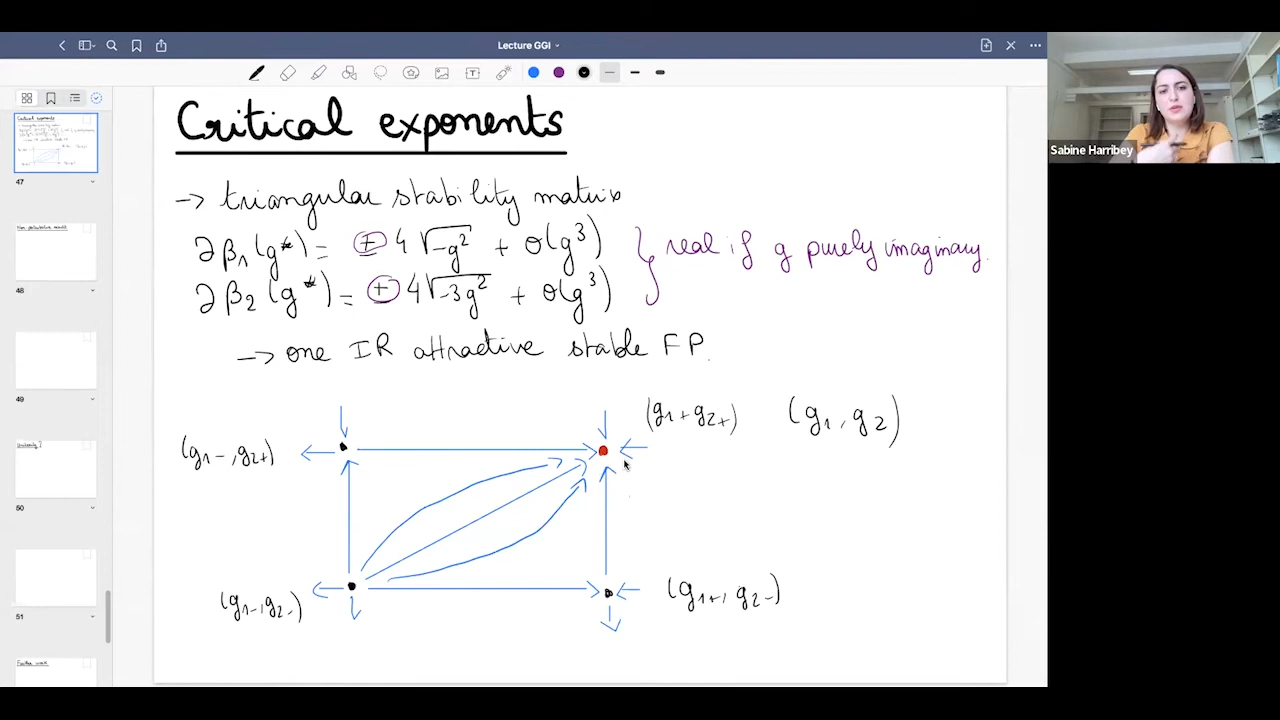 Lecture GGI
Sabine Harribey
Critical exponents
-> triangular stability matrix
∂β₁(g*) = ± 4√-g² + O(g³)
∂β₂(g*) = ± 4√-3g² + O(g³)
} real if g purely imaginary.
-> one IR attractive stable FP.
(g₁₋, g₂₊)
(g₁₊ g₂₊)
(g₁, g₂)
(g₁₋, g₂₋)
(g₁₊, g₂₋)
47
48
49
50
51